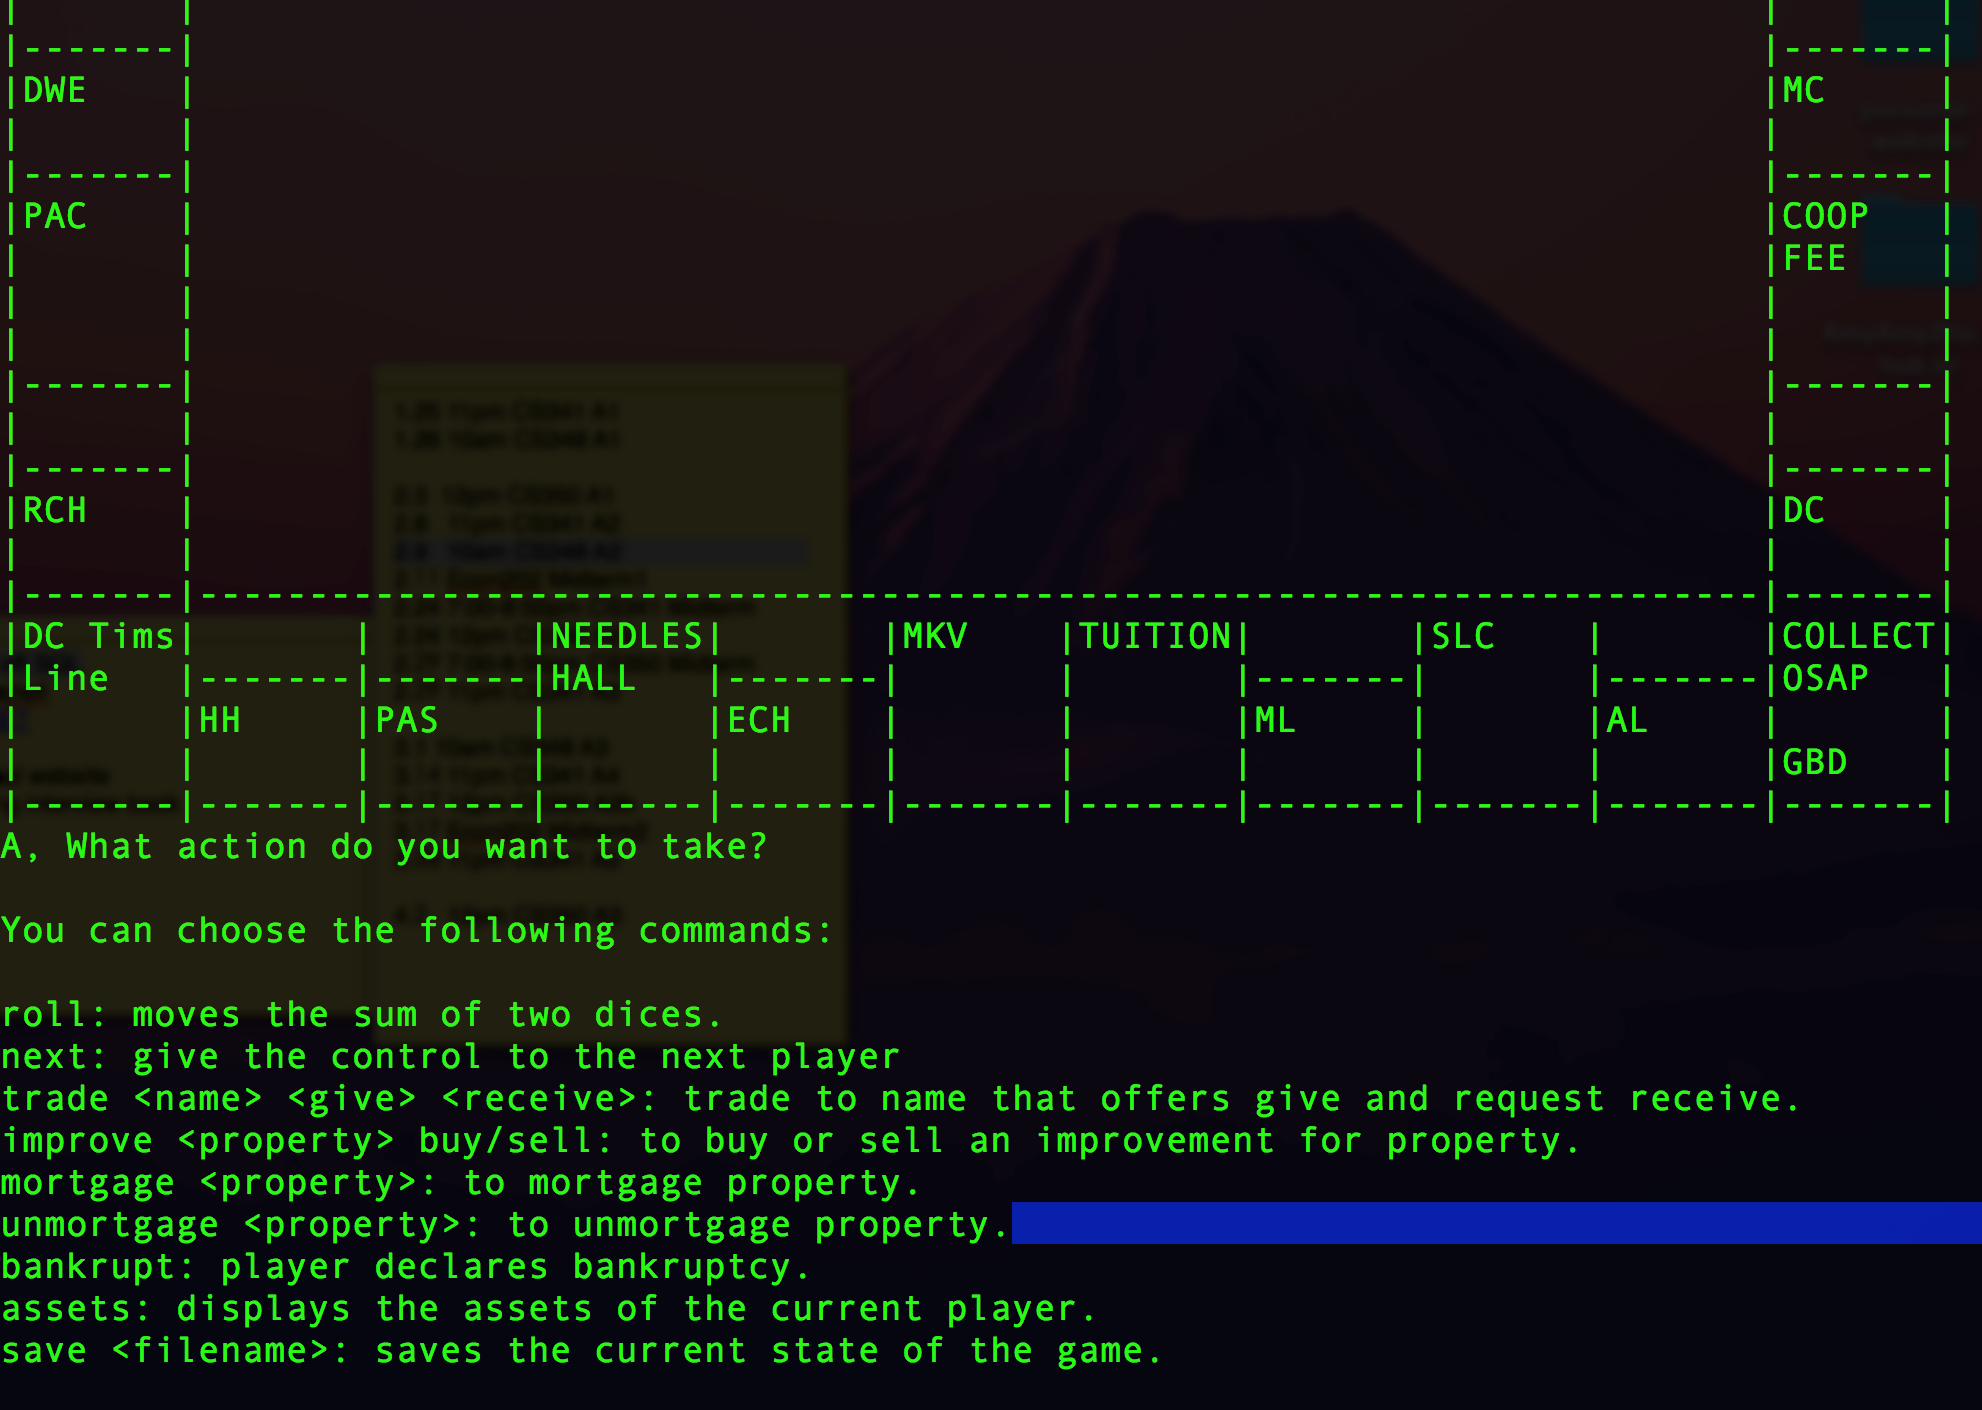 DWE MC
PAC COOP
FEE
RCH DC
DC Tims NEEDLES MKV TUITION SLC COLLECT
Line HALL OSAP
HH PAS ECH ML AL
GBD
A, What action do you want to take?
You can choose the following commands:
roll: moves the sum of two dices.
next: give the control to the next player
trade <name> <give> <receive>: trade to name that offers give and request receive.
improve <property> buy/sell: to buy or sell an improvement for property.
mortgage <property>: to mortgage property.
unmortgage <property>: to unmortgage property.
bankrupt: player declares bankruptcy.
assets: displays the assets of the current player.
save <filename>: saves the current state of the game.